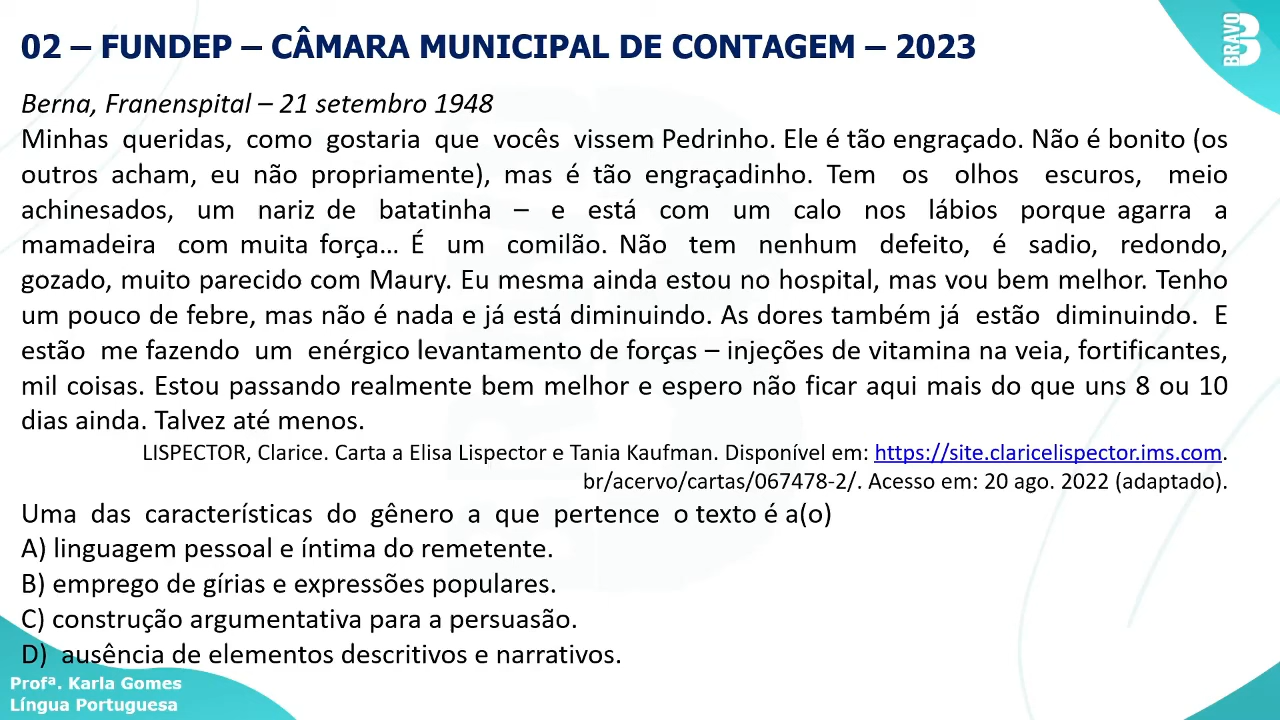 02 – FUNDEP – CÂMARA MUNICIPAL DE CONTAGEM – 2023
BRAVO
Berna, Franenspital – 21 setembro 1948
Minhas queridas, como gostaria que vocês vissem Pedrinho. Ele é tão engraçado. Não é bonito (os
outros acham, eu não propriamente), mas é tão engraçadinho. Tem os olhos escuros, meio
achinesados, um nariz de batatinha – e está com um calo nos lábios porque agarra a
mamadeira com muita força... É um comilão. Não tem nenhum defeito, é sadio, redondo,
gozado, muito parecido com Maury. Eu mesma ainda estou no hospital, mas vou bem melhor. Tenho
um pouco de febre, mas não é nada e já está diminuindo. As dores também já estão diminuindo. E
estão me fazendo um enérgico levantamento de forças – injeções de vitamina na veia, fortificantes,
mil coisas. Estou passando realmente bem melhor e espero não ficar aqui mais do que uns 8 ou 10
dias ainda. Talvez até menos.
LISPECTOR, Clarice. Carta a Elisa Lispector e Tania Kaufman. Disponível em: https://site.claricelispector.ims.com.
br/acervo/cartas/067478-2/. Acesso em: 20 ago. 2022 (adaptado).
Uma das características do gênero a que pertence o texto é a(o)
A) linguagem pessoal e íntima do remetente.
B) emprego de gírias e expressões populares.
C) construção argumentativa para a persuasão.
D) ausência de elementos descritivos e narrativos.
Profª. Karla Gomes
Língua Portuguesa